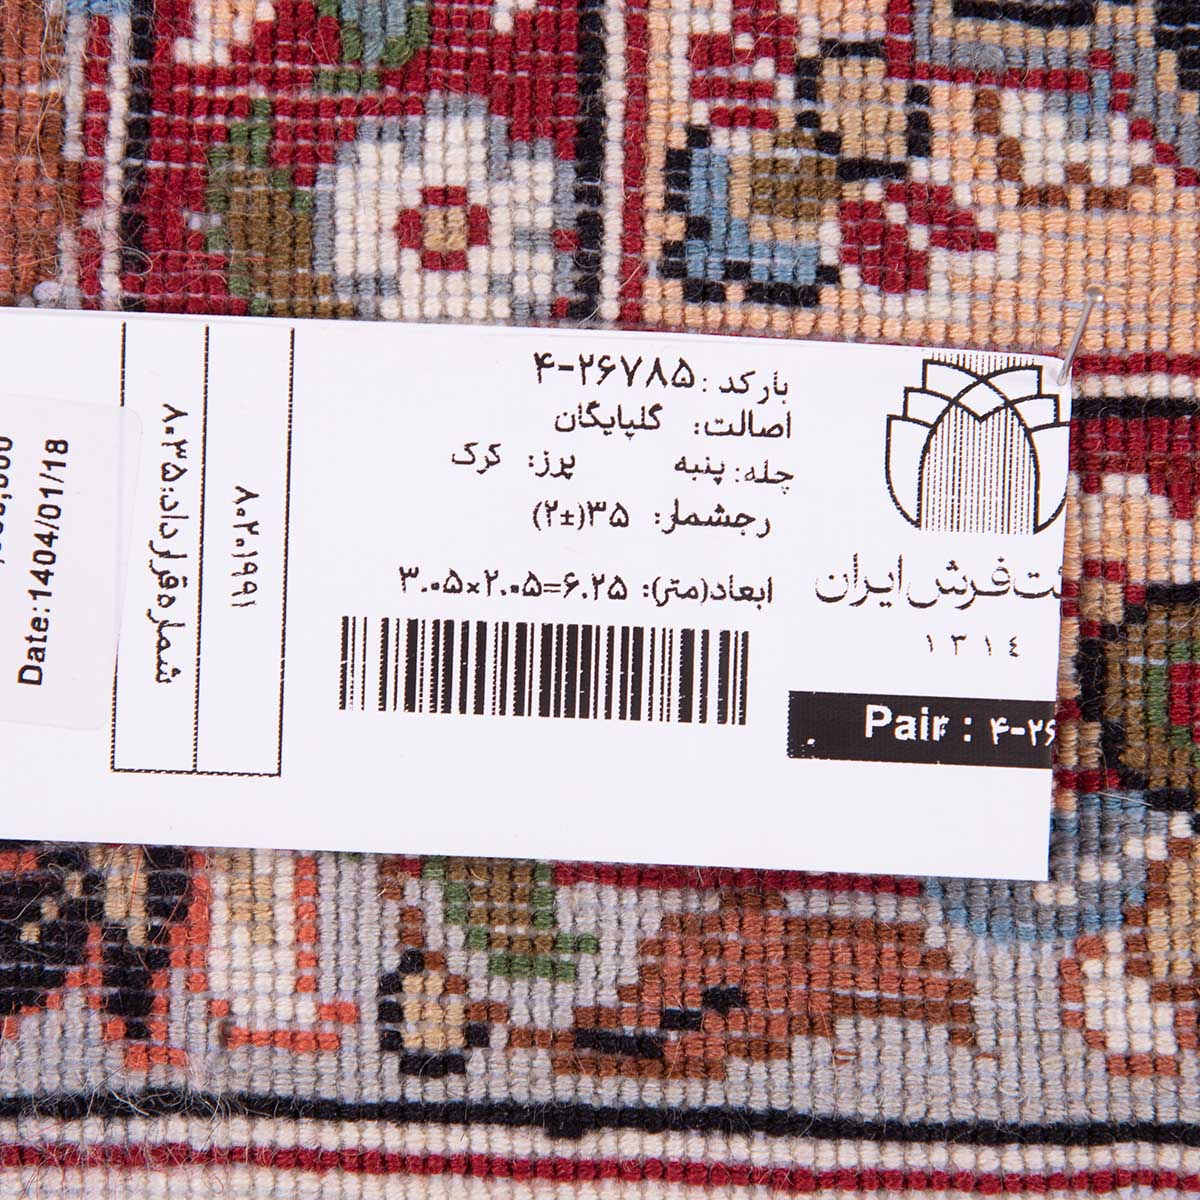 بارکد: ۴-۲۶۷۸۵
اصالت: گلپایگان
چله: پنبه پرز: کرک
رجشمار: ۳۵(±۲)
ابعاد(متر): ۳.۰۵×۲.۰۵=۶.۲۵
فرش ایران
۱۳۱٤
Pair : ۴-۲۶
۸۰۲۰۱۹۹۱
شماره قرارداد:۸۰۳۵
Date:1404/01/18